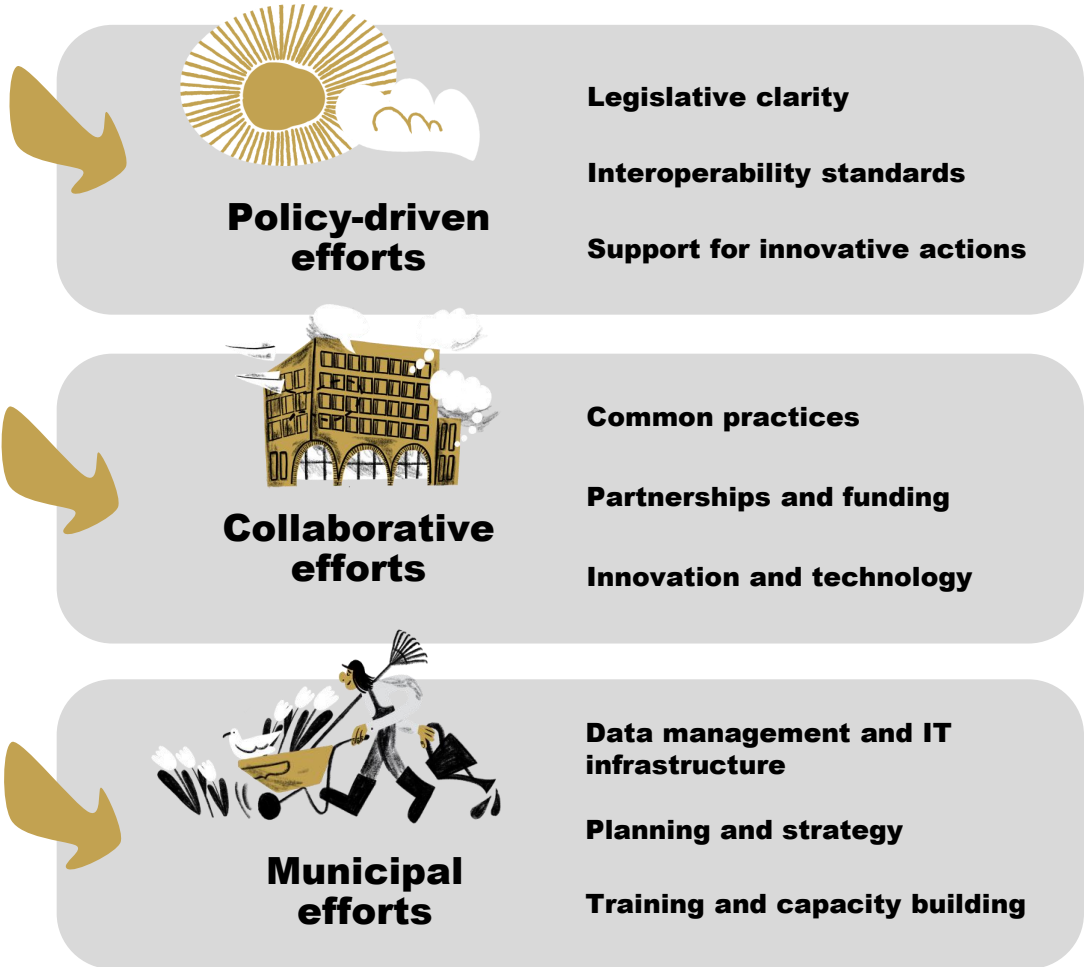 Policy-driven
efforts
Legislative clarity
Interoperability standards
Support for innovative actions
Collaborative
efforts
Common practices
Partnerships and funding
Innovation and technology
Municipal
efforts
Data management and IT
infrastructure
Planning and strategy
Training and capacity building